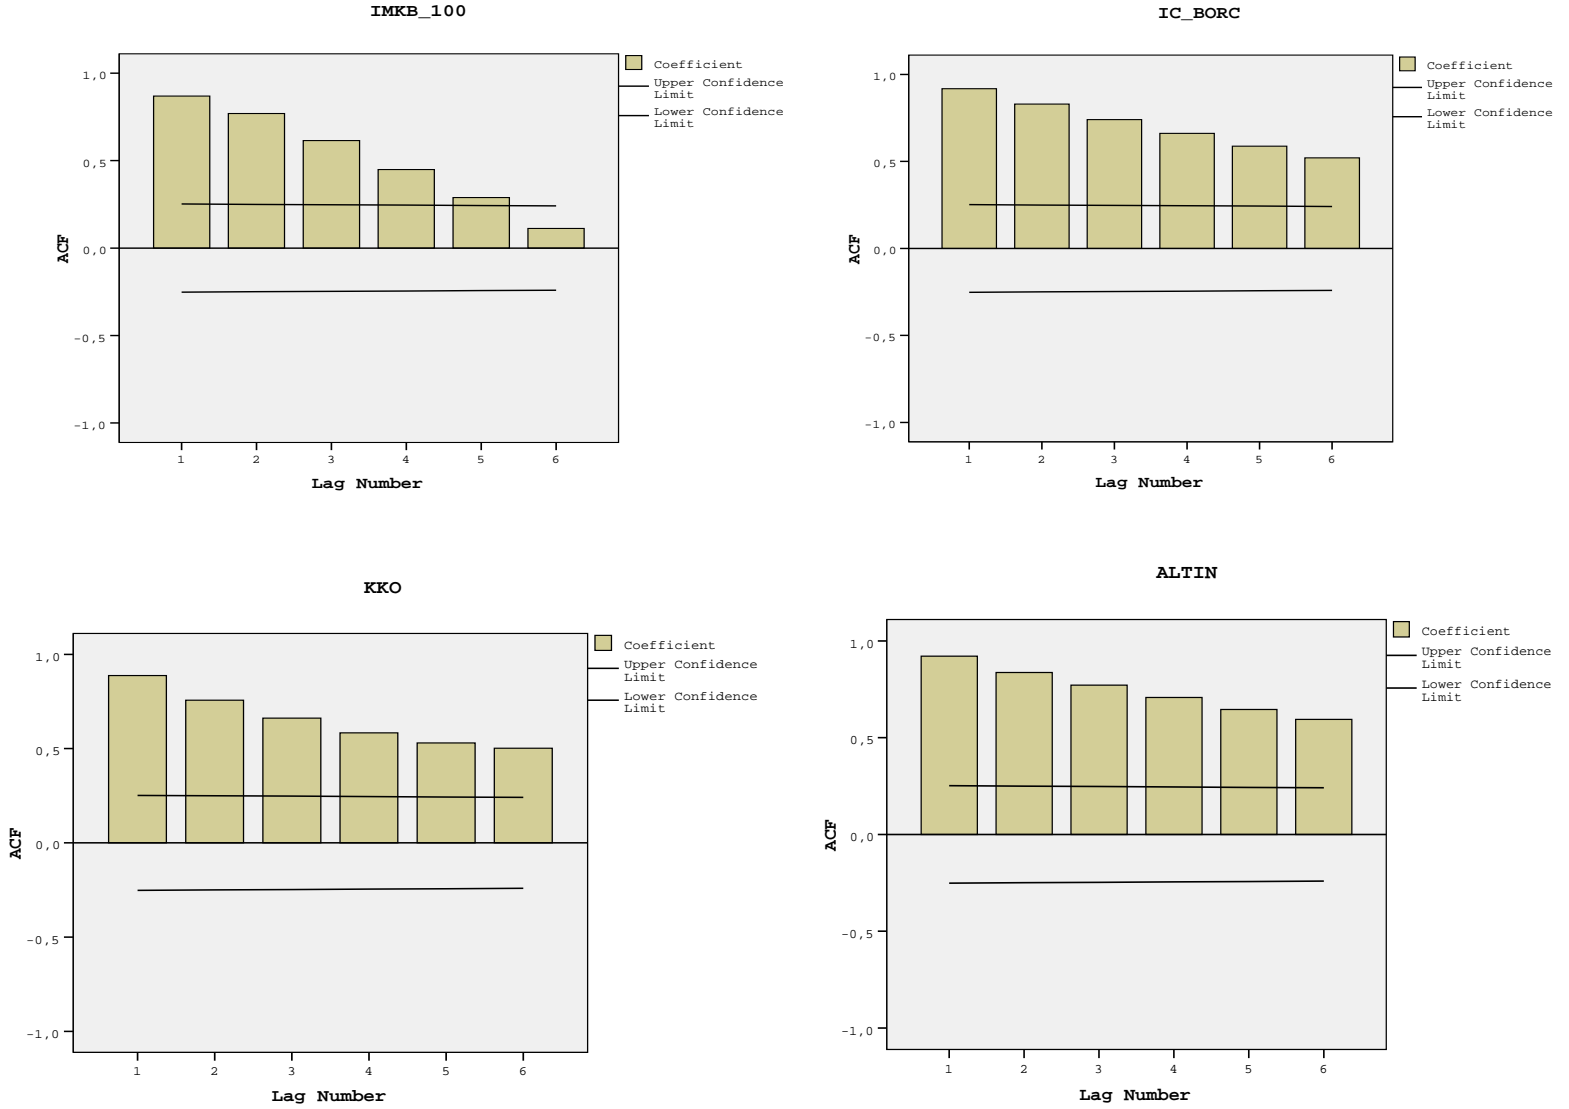 IMKB_100
1,0
0,5
0,0
-0,5
-1,0
ACF
1 2 3 4 5 6
Lag Number
Coefficient
Upper Confidence
Limit
Lower Confidence
Limit
IC_BORC
1,0
0,5
0,0
-0,5
-1,0
ACF
1 2 3 4 5 6
Lag Number
Coefficient
Upper Confidence
Limit
Lower Confidence
Limit
KKO
1,0
0,5
0,0
-0,5
-1,0
ACF
1 2 3 4 5 6
Lag Number
Coefficient
Upper Confidence
Limit
Lower Confidence
Limit
ALTIN
1,0
0,5
0,0
-0,5
-1,0
ACF
1 2 3 4 5 6
Lag Number
Coefficient
Upper Confidence
Limit
Lower Confidence
Limit